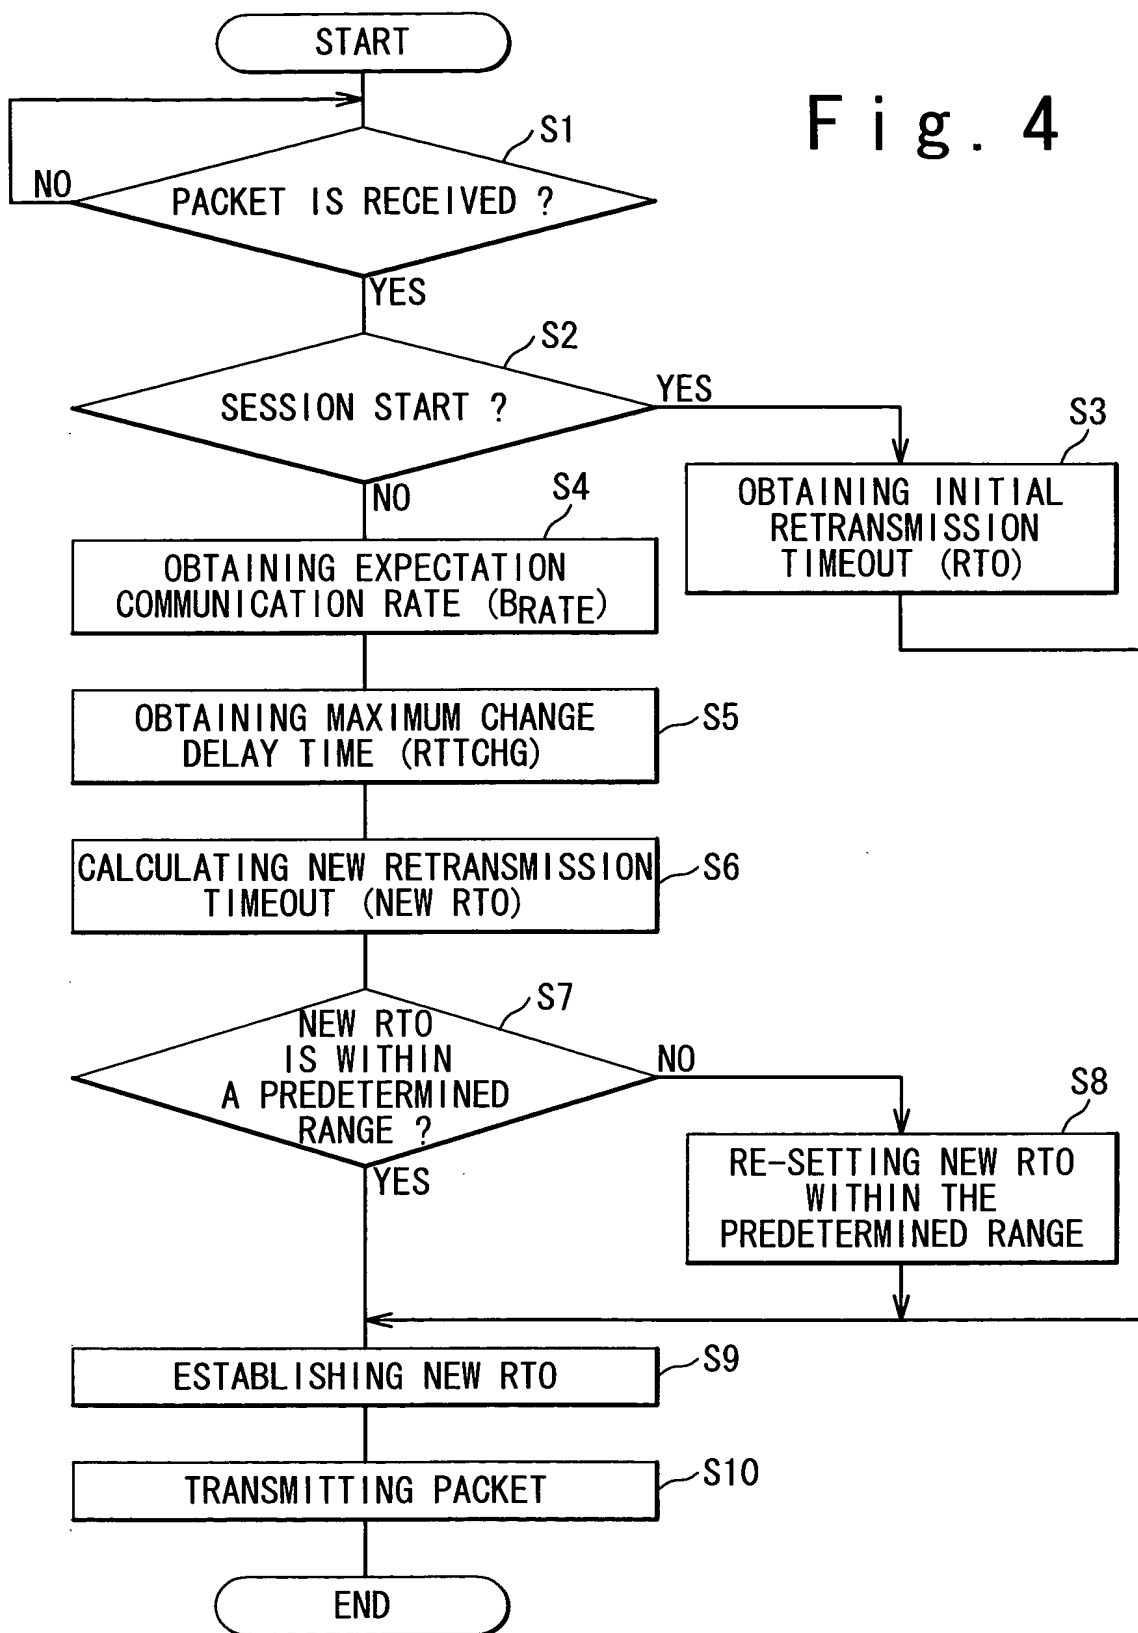 START
Fig. 4
S1
NO
PACKET IS RECEIVED ?
YES
S2
SESSION START ?
YES
S3
OBTAINING INITIAL
RETRANSMISSION
TIMEOUT (RTO)
NO
S4
OBTAINING EXPECTATION
COMMUNICATION RATE (BRATE)
OBTAINING MAXIMUM CHANGE
DELAY TIME (RTTCHG)
S5
CALCULATING NEW RETRANSMISSION
TIMEOUT (NEW RTO)
S6
S7
NEW RTO
IS WITHIN
A PREDETERMINED
RANGE ?
NO
YES
S8
RE-SETTING NEW RTO
WITHIN THE
PREDETERMINED RANGE
ESTABLISHING NEW RTO
S9
TRANSMITTING PACKET
S10
END